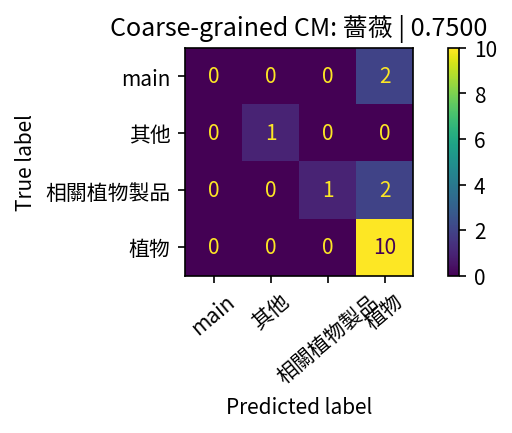 Coarse-grained CM: 薔薇 | 0.7500
True label
main
其他
相關植物製品
植物
0 0 0 2
0 1 0 0
0 0 1 2
0 0 0 10
10
8
6
4
2
0
main
其他
相關植物製品
植物
Predicted label